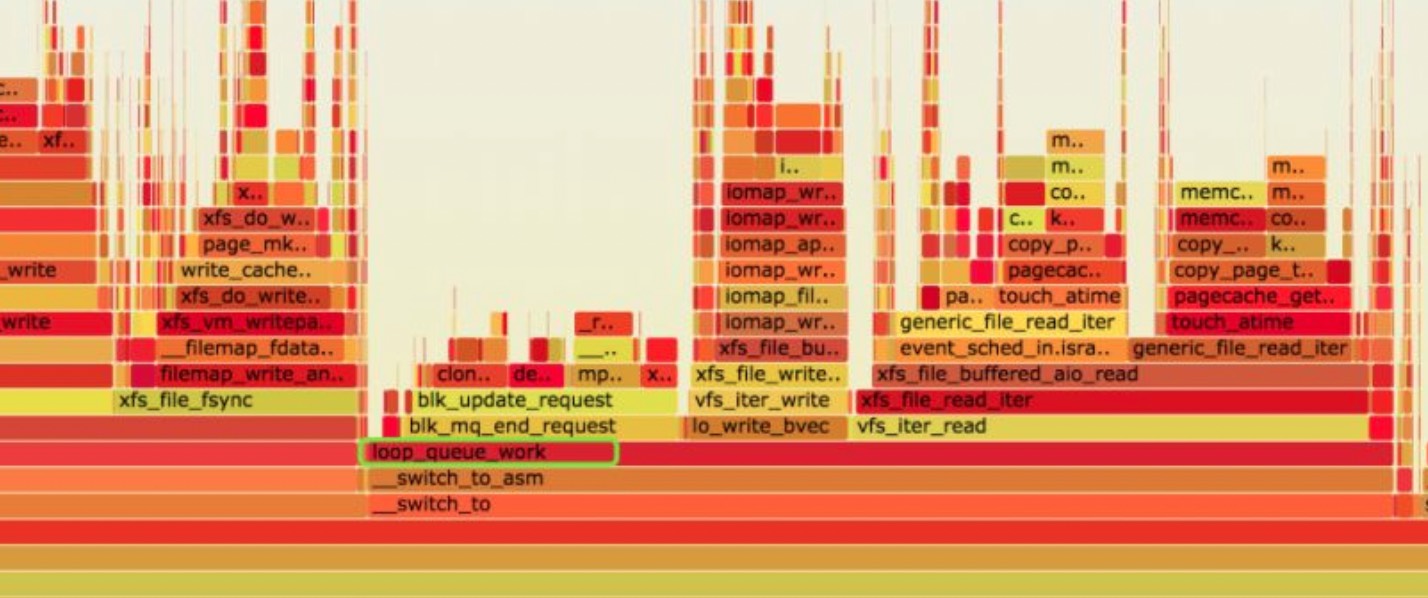 c..
c..
e.. xf.. m..
i.. m.. m..
x.. iomap_wr.. co.. memc.. m..
xfs_do_w.. iomap_wr.. c.. k.. memc.. co..
page_mk.. iomap_ap.. copy_p.. copy_.. k..
_write write_cache.. iomap_wr.. pagecac.. copy_page_t..
xfs_do_write.. iomap_fil.. pa.. touch_atime pagecache_get..
write xfs_vm_writepa.. _r.. iomap_wr.. generic_file_read_iter touch_atime
__filemap_fdata.. __.. xfs_file_bu.. event_sched_in.isra.. generic_file_read_iter
filemap_write_an.. clon.. de.. mp.. x.. xfs_file_write.. xfs_file_buffered_aio_read
xfs_file_fsync blk_update_request vfs_iter_write xfs_file_read_iter
blk_mq_end_request lo_write_bvec vfs_iter_read
loop_queue_work
__switch_to_asm
__switch_to